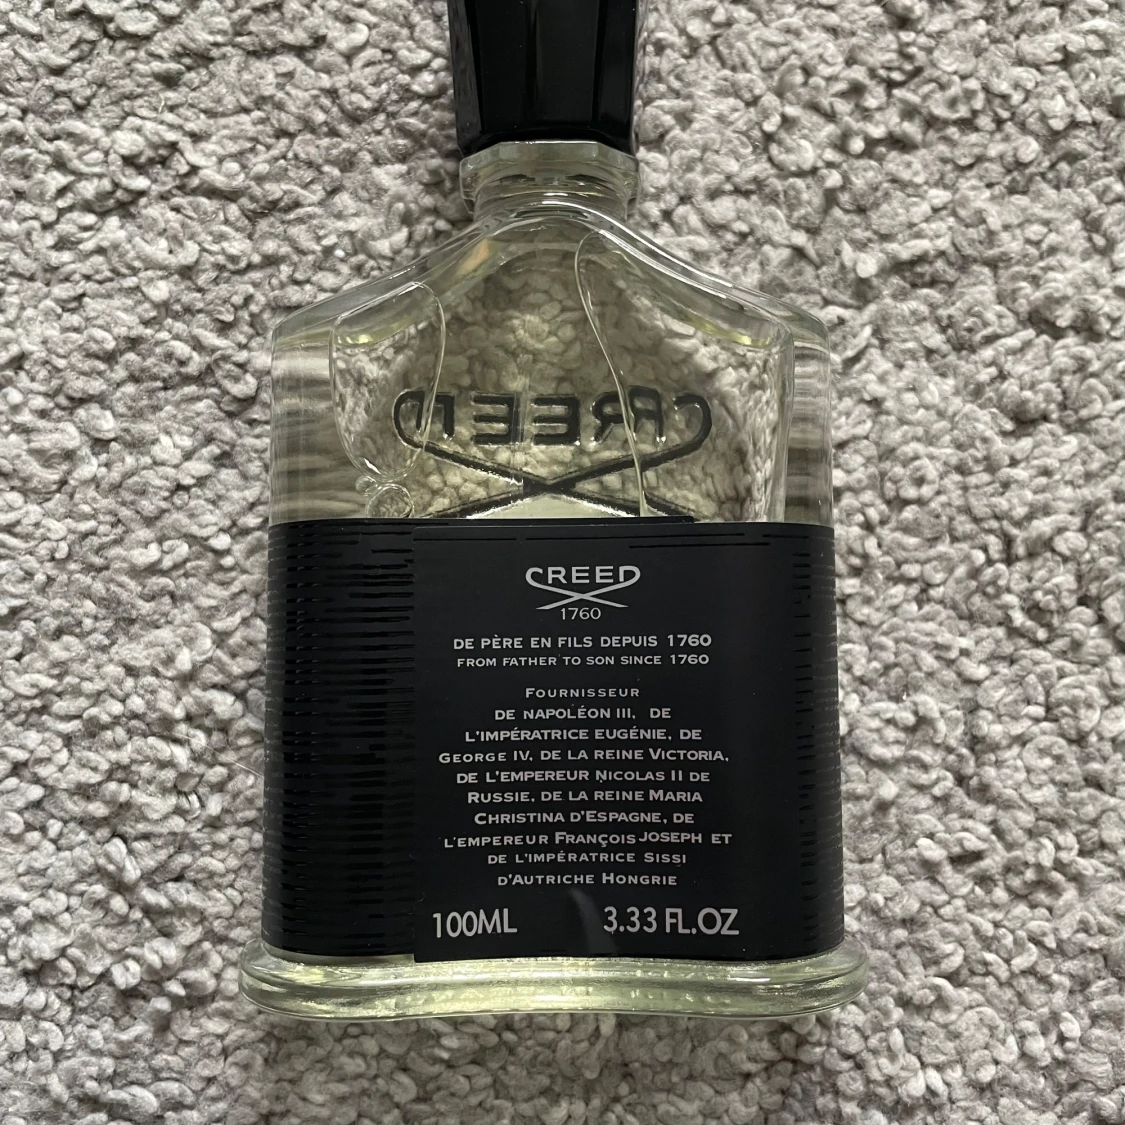 CREED
CREED
1760
DE PÈRE EN FILS DEPUIS 1760
FROM FATHER TO SON SINCE 1760
FOURNISSEUR
DE NAPOLÉON III, DE
L'IMPÉRATRICE EUGÉNIE, DE
GEORGE IV, DE LA REINE VICTORIA,
DE L'EMPEREUR NICOLAS II DE
RUSSIE, DE LA REINE MARIA
CHRISTINA D'ESPAGNE, DE
L'EMPEREUR FRANÇOIS JOSEPH ET
DE L'IMPÉRATRICE SISSI
D'AUTRICHE HONGRIE
100ML 3.33 FL.OZ